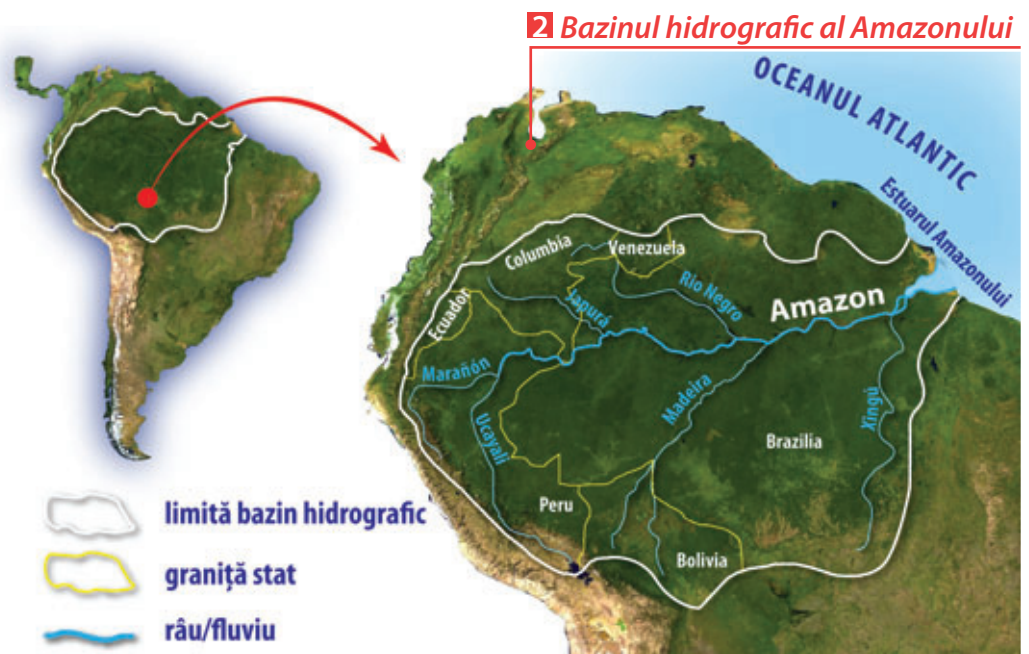 2 Bazinul hidrografic al Amazonului
OCEANUL ATLANTIC
Estuarul Amazonului
Columbia
Venezuela
Rio Negro
Amazon
Japurá
Ecuador
Marañón
Ucayali
Madeira
Xingú
Brazilia
Peru
Bolivia
limită bazin hidrografic
graniță stat
râu/fluviu